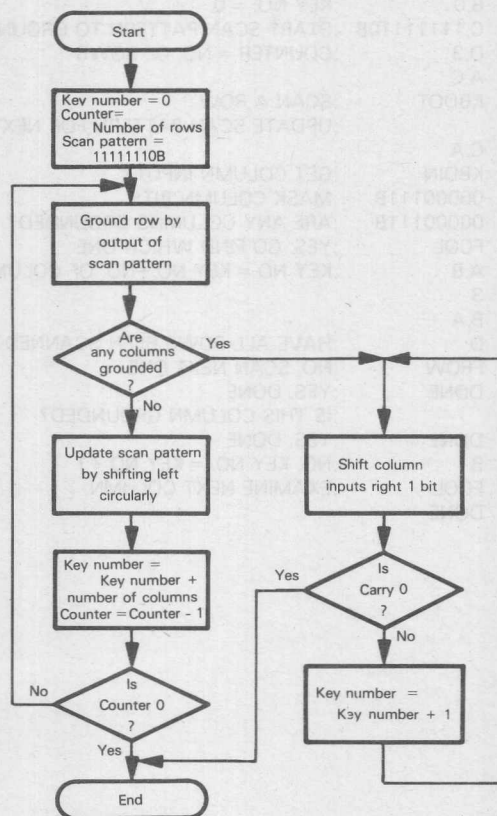 Start
Key number = 0
Counter=
Number of rows
Scan pattern =
11111110B
Ground row by
output of
scan pattern
Are
any columns
grounded
?
Yes
No
Update scan pattern
by shifting left
circularly
Key number =
Key number +
number of columns
Counter = Counter - 1
Is
Counter 0
?
No
Yes
End
Shift column
inputs right 1 bit
Is
Carry 0
?
Yes
No
Key number =
Key number + 1